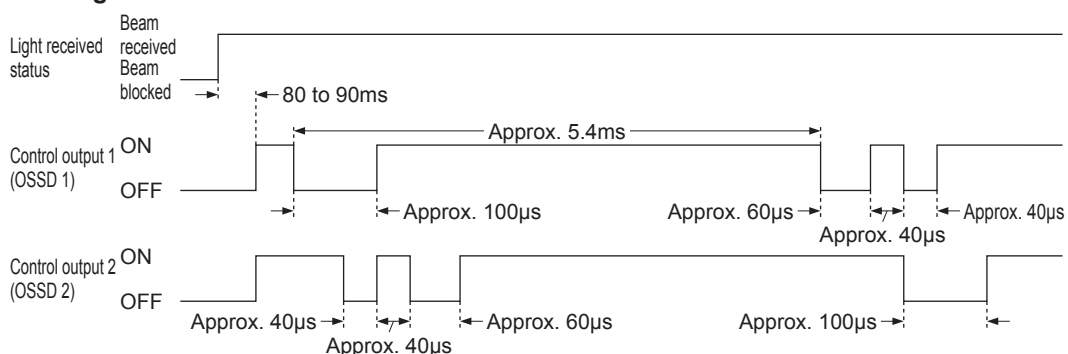 Light received
status
Beam
received
Beam
blocked
80 to 90ms
Control output 1
(OSSD 1)
ON
OFF
Approx. 5.4ms
Approx. 100µs
Approx. 60µs
Approx. 40µs
Approx. 40µs
Control output 2
(OSSD 2)
ON
OFF
Approx. 40µs
Approx. 40µs
Approx. 60µs
Approx. 100µs